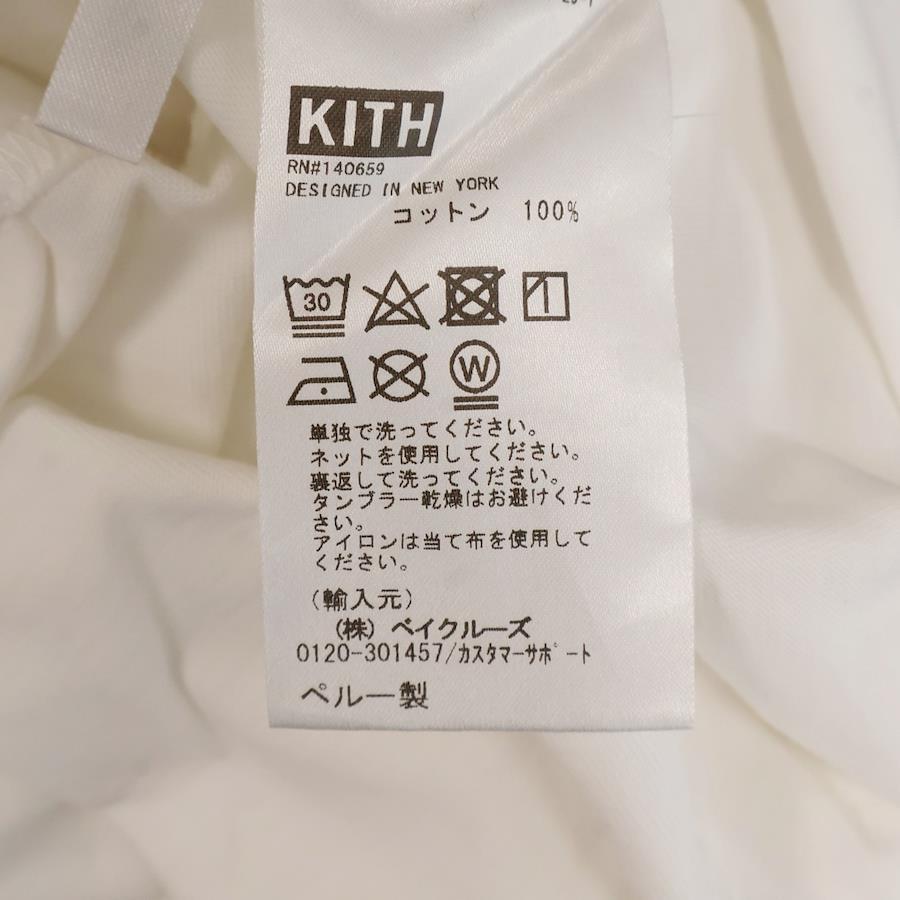 KITH
RN#140659
DESIGNED IN NEW YORK
コットン 100%
30
W
単独で洗ってください。
ネットを使用してください。
裏返して洗ってください。
タンブラー乾燥はお避けくだ
さい。
アイロンは当て布を使用して
ください。
(輸入元)
(株) ベイクルーズ
0120-301457/カスタマーサポート
ペルー製